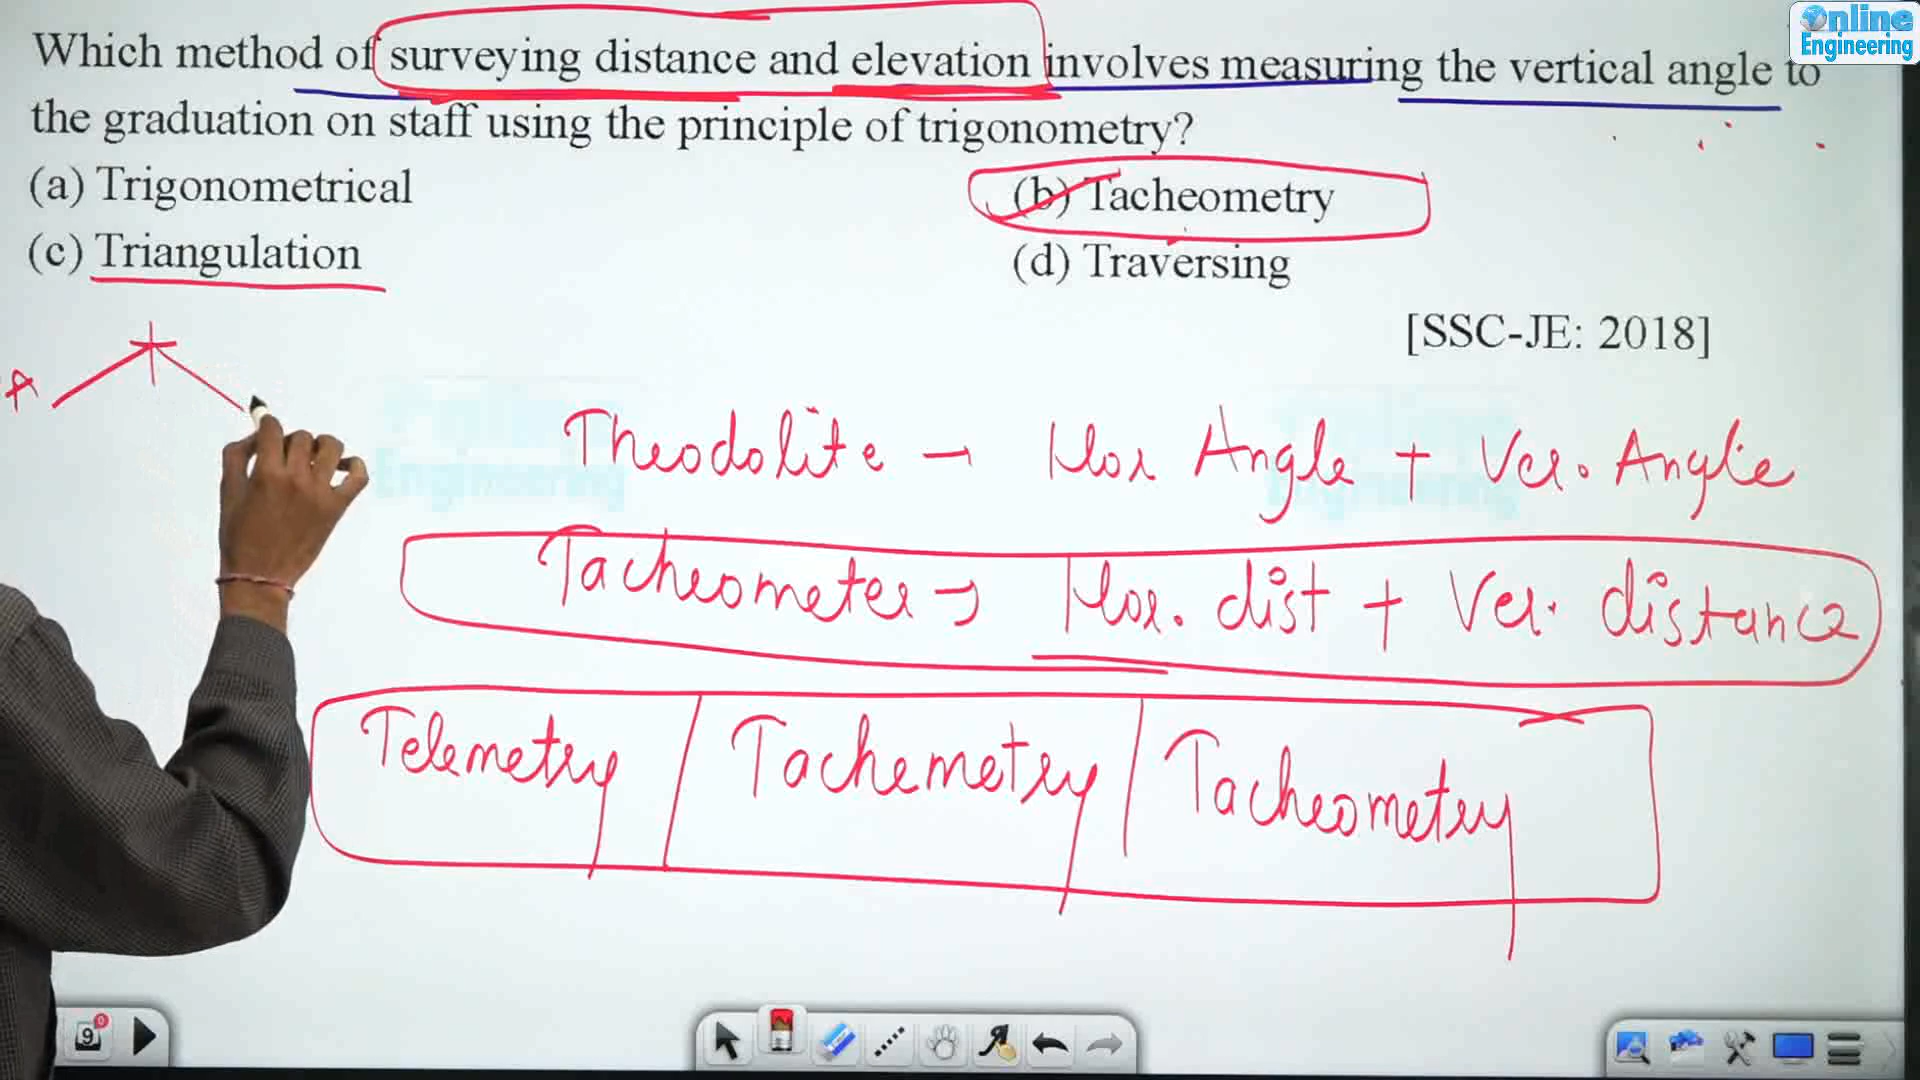 Online
Engineering
Which method of surveying distance and elevation involves measuring the vertical angle to
the graduation on staff using the principle of trigonometry?
(a) Trigonometrical (b) Tacheometry
(c) Triangulation (d) Traversing
[SSC-JE: 2018]
A
Theodolite → Hor Angle + Ver. Angle
Tacheometer → Hor. dist + Ver. distance
Telemetry / Tachemetry / Tacheometry
9
0